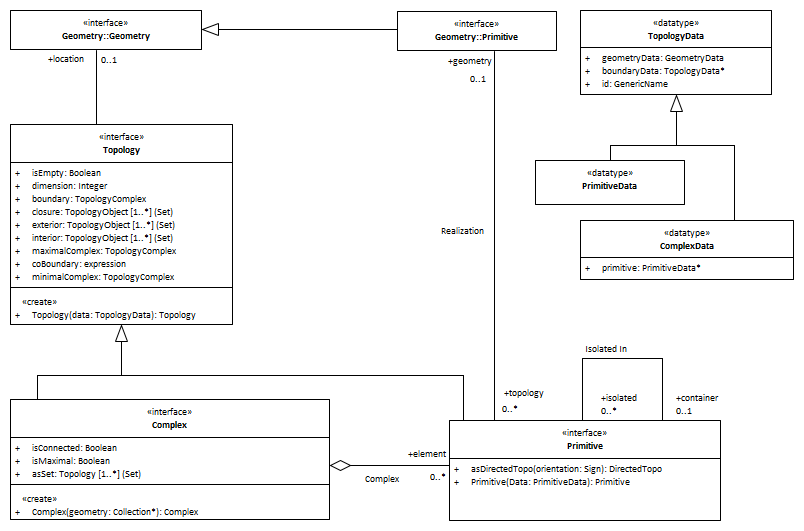 «interface»
Geometry::Geometry
«interface»
Geometry::Primitive
«datatype»
TopologyData
+ geometryData: GeometryData
+ boundaryData: TopologyData*
+ id: GenericName
+location
0..1
+geometry
0..1
«interface»
Topology
+ isEmpty: Boolean
+ dimension: Integer
+ boundary: TopologyComplex
+ closure: TopologyObject [1..*] (Set)
+ exterior: TopologyObject [1..*] (Set)
+ interior: TopologyObject [1..*] (Set)
+ maximalComplex: TopologyComplex
+ coBoundary: expression
+ minimalComplex: TopologyComplex
«create»
+ Topology(data: TopologyData): Topology
«datatype»
PrimitiveData
«datatype»
ComplexData
+ primitive: PrimitiveData*
Realization
Isolated In
+topology
0..*
+isolated
0..*
+container
0..1
«interface»
Complex
+ isConnected: Boolean
+ isMaximal: Boolean
+ asSet: Topology [1..*] (Set)
«create»
+ Complex(geometry: Collection*): Complex
+element
0..*
Complex
«interface»
Primitive
+ asDirectedTopo(orientation: Sign): DirectedTopo
+ Primitive(Data: PrimitiveData): Primitive